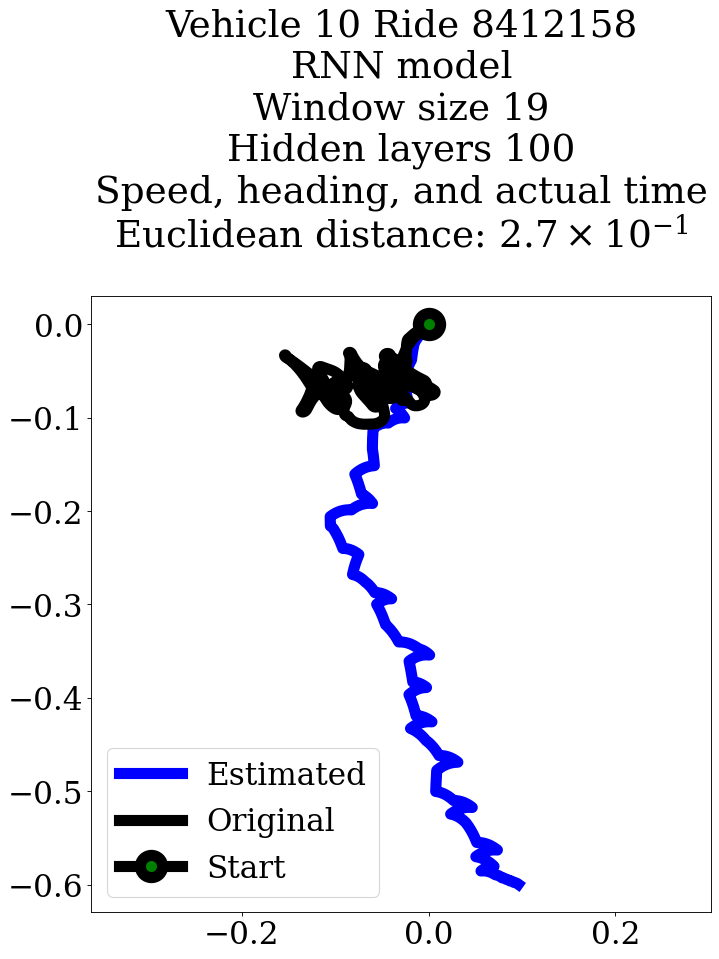 Vehicle 10 Ride 8412158
RNN model
Window size 19
Hidden layers 100
Speed, heading, and actual time
Euclidean distance: 2.7 × 10⁻¹
0.0
−0.1
−0.2
−0.3
−0.4
−0.5
−0.6
Estimated
Original
Start
−0.2 0.0 0.2